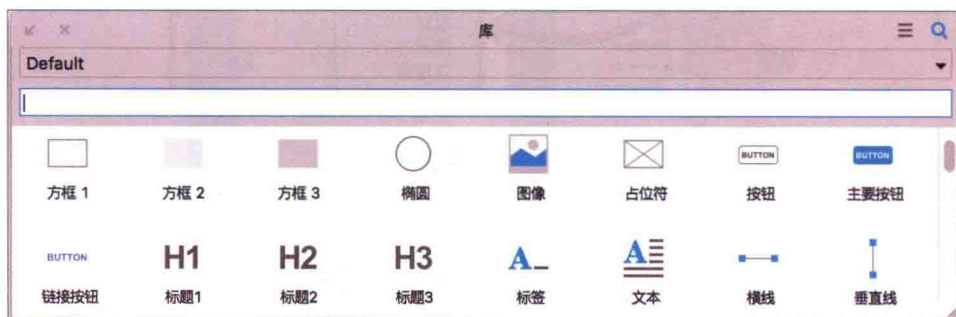 库
Default
方框 1 方框 2 方框 3 椭圆 图像 占位符 BUTTON 按钮 BUTTON 主要按钮
BUTTON 链接按钮 H1 标题1 H2 标题2 H3 标题3 A 标签 A 文本 横线 垂直线